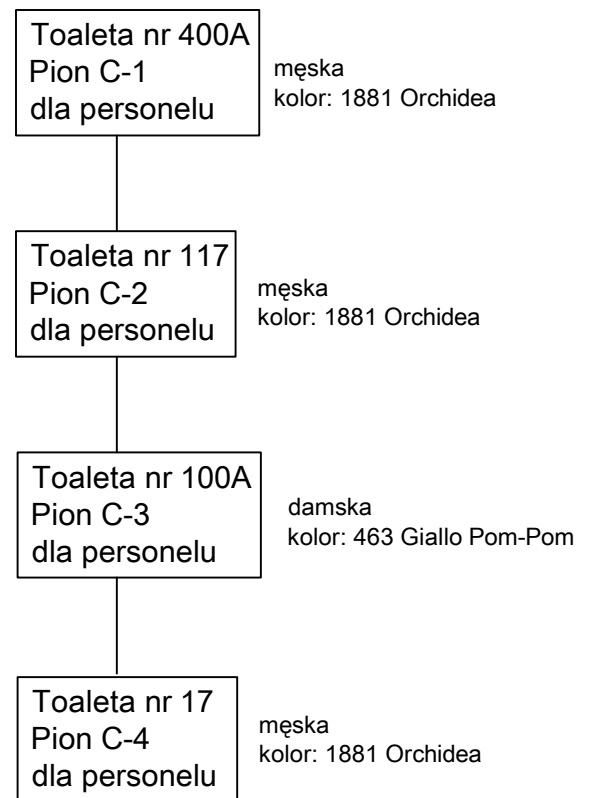 Toaleta nr 400A
Pion C-1
dla personelu
męska
kolor: 1881 Orchidea
Toaleta nr 117
Pion C-2
dla personelu
męska
kolor: 1881 Orchidea
Toaleta nr 100A
Pion C-3
dla personelu
damska
kolor: 463 Giallo Pom-Pom
Toaleta nr 17
Pion C-4
dla personelu
męska
kolor: 1881 Orchidea